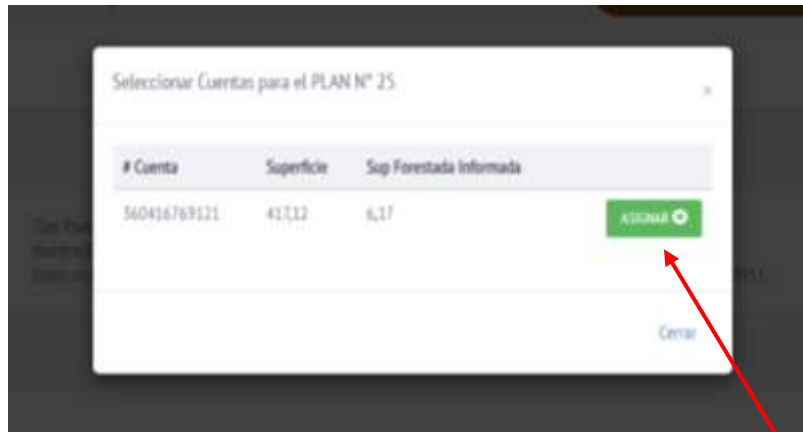 Seleccionar Cuentas para el PLAN N° 25
×
# Cuenta Superficie Sup Forestada Informada
360416769121 417,12 6,17 ASIGNAR
Cerrar